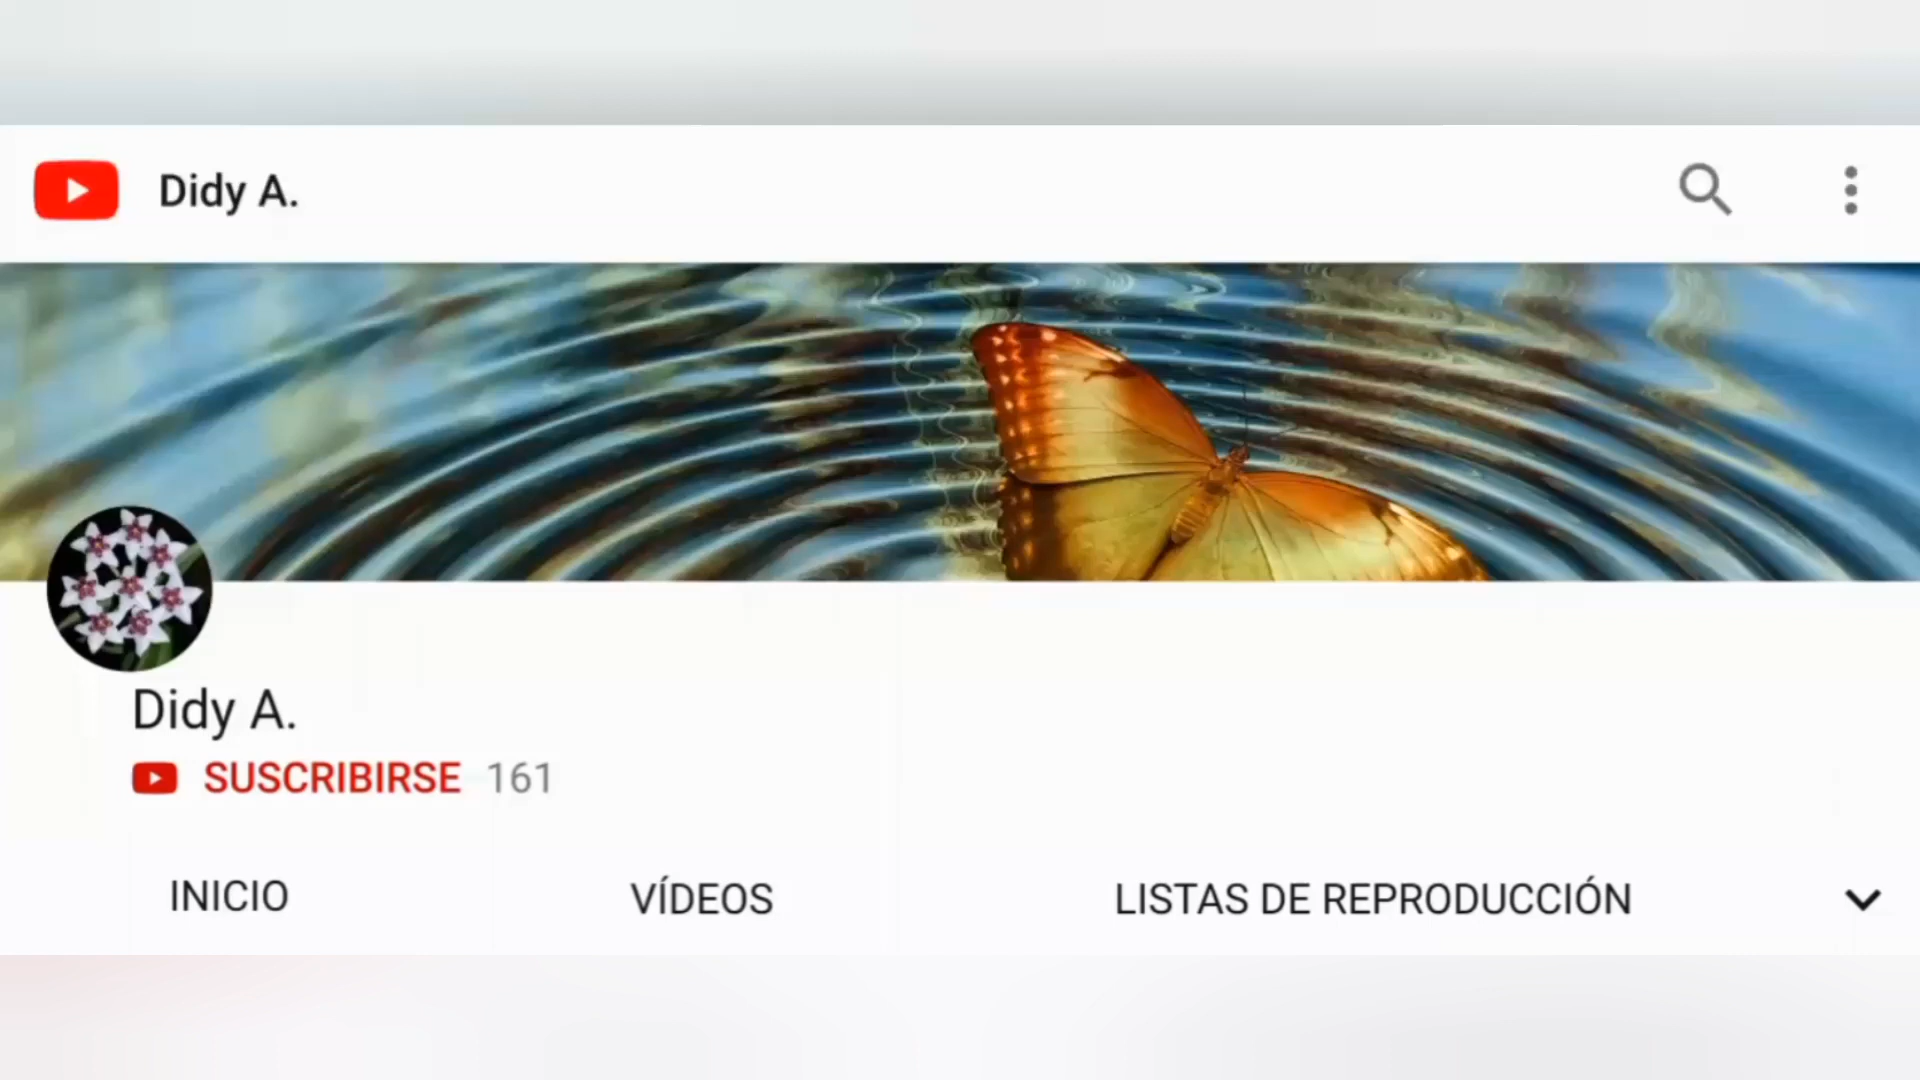 Didy A.
Didy A.
SUSCRIBIRSE 161
INICIO VÍDEOS LISTAS DE REPRODUCCIÓN